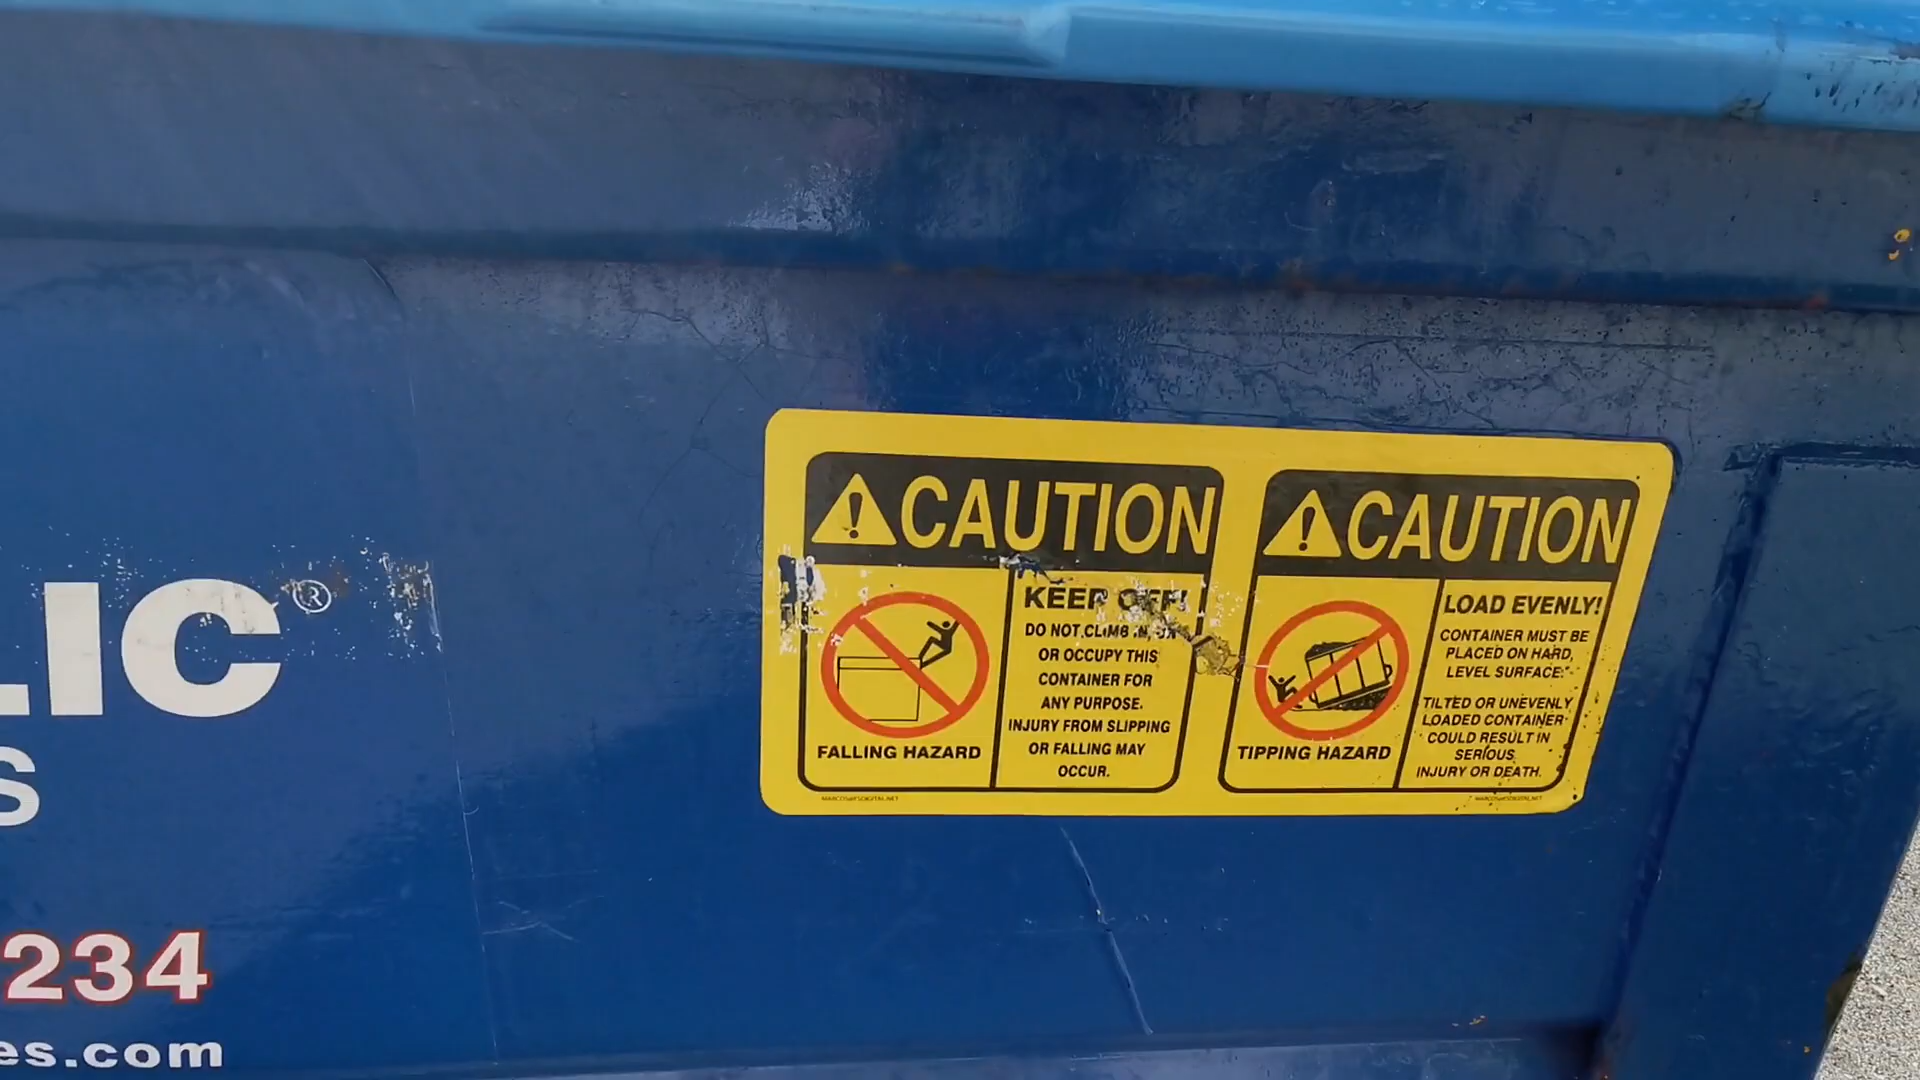 LIC®
S
234
es.com
CAUTION
KEEP OFF!
DO NOT CLIMB IN, ON
OR OCCUPY THIS
CONTAINER FOR
ANY PURPOSE.
INJURY FROM SLIPPING
OR FALLING MAY
OCCUR.
FALLING HAZARD
CAUTION
LOAD EVENLY!
CONTAINER MUST BE
PLACED ON HARD,
LEVEL SURFACE.
TILTED OR UNEVENLY
LOADED CONTAINER
COULD RESULT IN
SERIOUS
INJURY OR DEATH.
TIPPING HAZARD